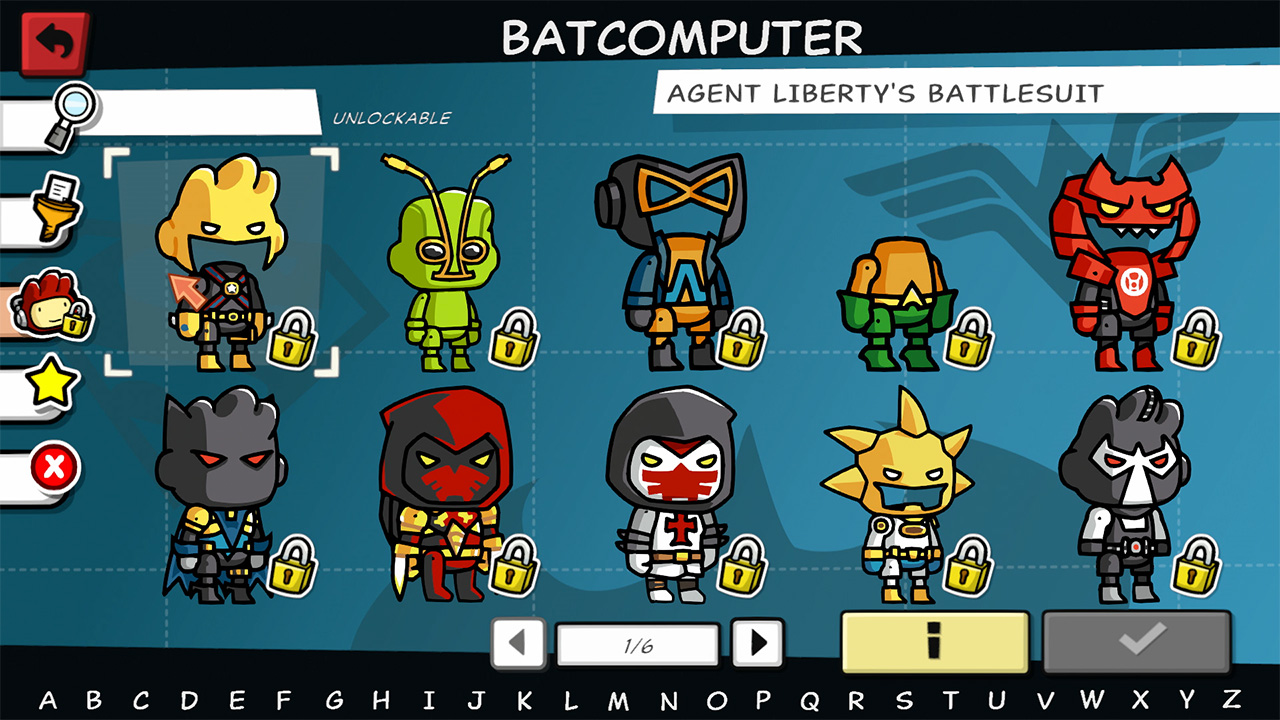 BATCOMPUTER
AGENT LIBERTY'S BATTLESUIT
UNLOCKABLE
1/6
A B C D E F G H I J K L M N O P Q R S T U V W X Y Z